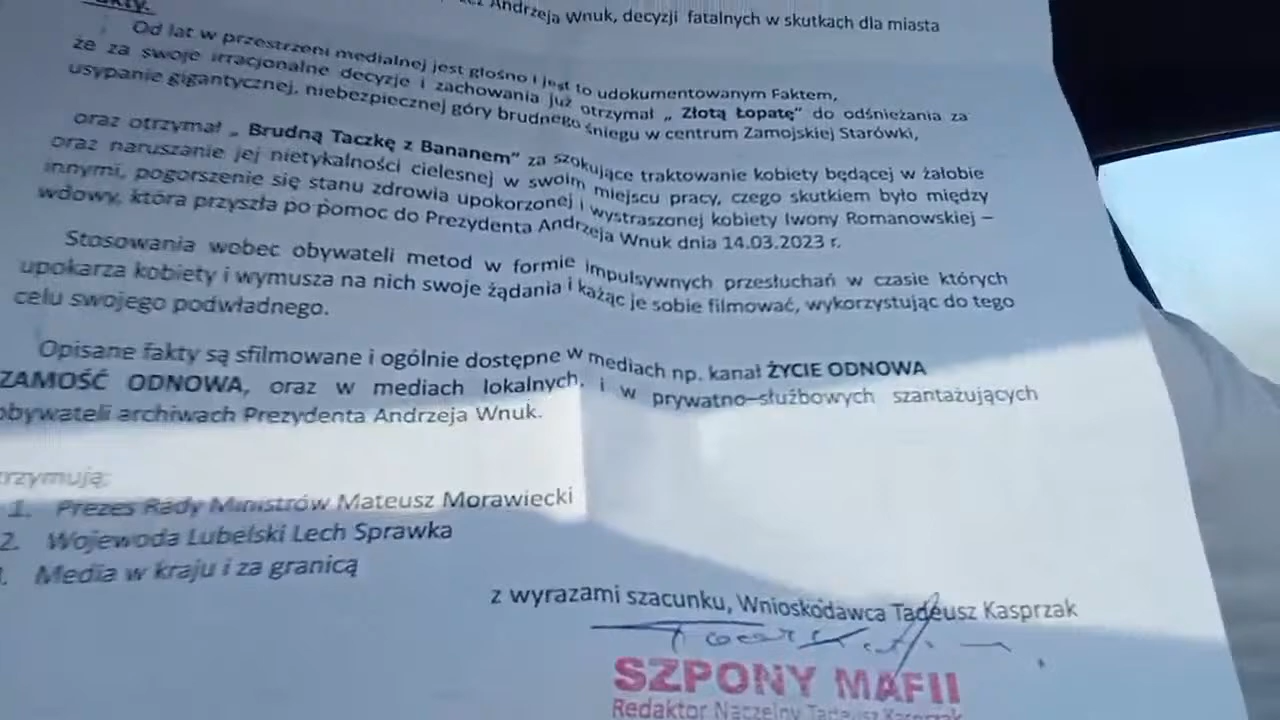 Andrzeja Wnuk, decyzji fatalnych w skutkach dla miasta
Od lat w przestrzeni medialnej jest głośno i jest to udokumentowanym Faktem,
że za swoje irracjonalne decyzje i zachowania już otrzymał „ Złotą Łopatę" do odśnieżania za
usypanie gigantycznej, niebezpiecznej góry brudnego śniegu w centrum Zamojskiej Starówki,
oraz otrzymał „ Brudną Taczkę z Bananem" za szokujące traktowanie kobiety będącej w żałobie
oraz naruszanie jej nietykalności cielesnej w swoim miejscu pracy, czego skutkiem było między
innymi, pogorszenie się stanu zdrowia upokorzonej i wystraszonej kobiety Iwony Romanowskiej –
wdowy, która przyszła po pomoc do Prezydenta Andrzeja Wnuk dnia 14.03.2023 r.
Stosowania wobec obywateli metod w formie impulsywnych przesłuchań w czasie których
upokarza kobiety i wymusza na nich swoje żądania i każąc je sobie filmować, wykorzystując do tego
celu swojego podwładnego.
Opisane fakty są sfilmowane i ogólnie dostępne w mediach np. kanał ŻYCIE ODNOWA
ZAMOŚĆ ODNOWA, oraz w mediach lokalnych. i w prywatno–służbowych szantażujących
obywateli archiwach Prezydenta Andrzeja Wnuk.
rzymują:
1. Prezes Rady Ministrów Mateusz Morawiecki
2. Wojewoda Lubelski Lech Sprawka
. Media w kraju i za granicą
z wyrazami szacunku, Wnioskodawca Tadeusz Kasprzak
SZPONY MAFII
Redaktor Naczelny Tadeusz Kasprzak